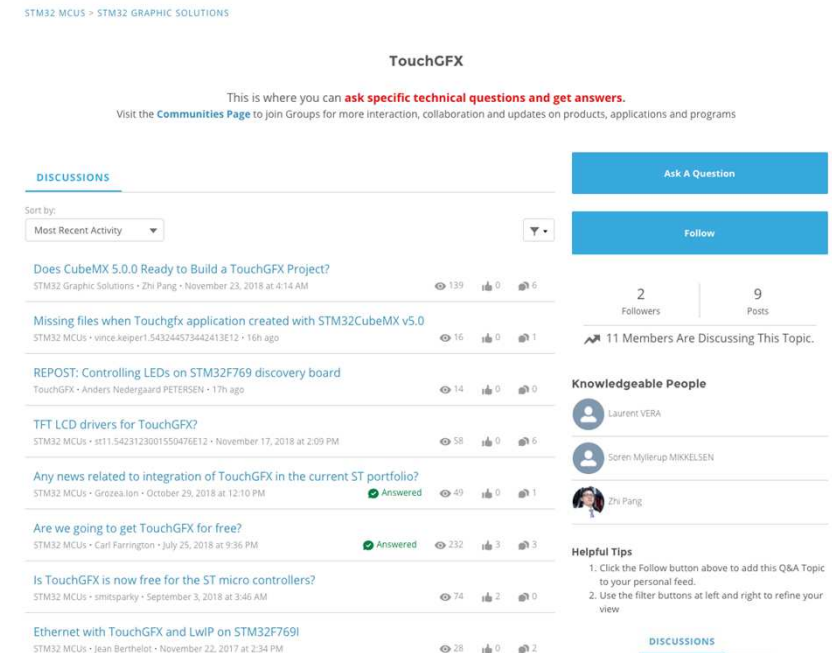 STM32 MCUS > STM32 GRAPHIC SOLUTIONS
TouchGFX
This is where you can ask specific technical questions and get answers.
Visit the Communities Page to join Groups for more interaction, collaboration and updates on products, applications and programs
DISCUSSIONS
Sort by:
Most Recent Activity
Does CubeMX 5.0.0 Ready to Build a TouchGFX Project?
STM32 Graphic Solutions • Zhi Pang • November 23, 2018 at 4:14 AM 139 0 6
Missing files when Touchgfx application created with STM32CubeMX v5.0
STM32 MCUs • vince.keiper1.543244573442413E12 • 16h ago 16 0 1
REPOST: Controlling LEDs on STM32F769 discovery board
TouchGFX • Anders Nedergaard PETERSEN • 17h ago 14 0 0
TFT LCD drivers for TouchGFX?
STM32 MCUs • st11.5423123001550476E12 • November 17, 2018 at 2:09 PM 58 0 6
Any news related to integration of TouchGFX in the current ST portfolio?
STM32 MCUs • Grozea.Ion • October 29, 2018 at 12:10 PM Answered 49 0 1
Are we going to get TouchGFX for free?
STM32 MCUs • Carl Farrington • July 25, 2018 at 9:36 PM Answered 232 3 3
Is TouchGFX is now free for the ST micro controllers?
STM32 MCUs • smitsparky • September 3, 2018 at 3:46 AM 74 2 0
Ethernet with TouchGFX and LwIP on STM32F769I
STM32 MCUs • Jean Berthelot • November 22, 2017 at 2:34 PM 28 0 2
Ask A Question
Follow
2 9
Followers Posts
11 Members Are Discussing This Topic.
Knowledgeable People
Laurent VERA
Soren Myllerup MIKKELSEN
Zhi Pang
Helpful Tips
1. Click the Follow button above to add this Q&A Topic
to your personal feed.
2. Use the filter buttons at left and right to refine your
view
DISCUSSIONS